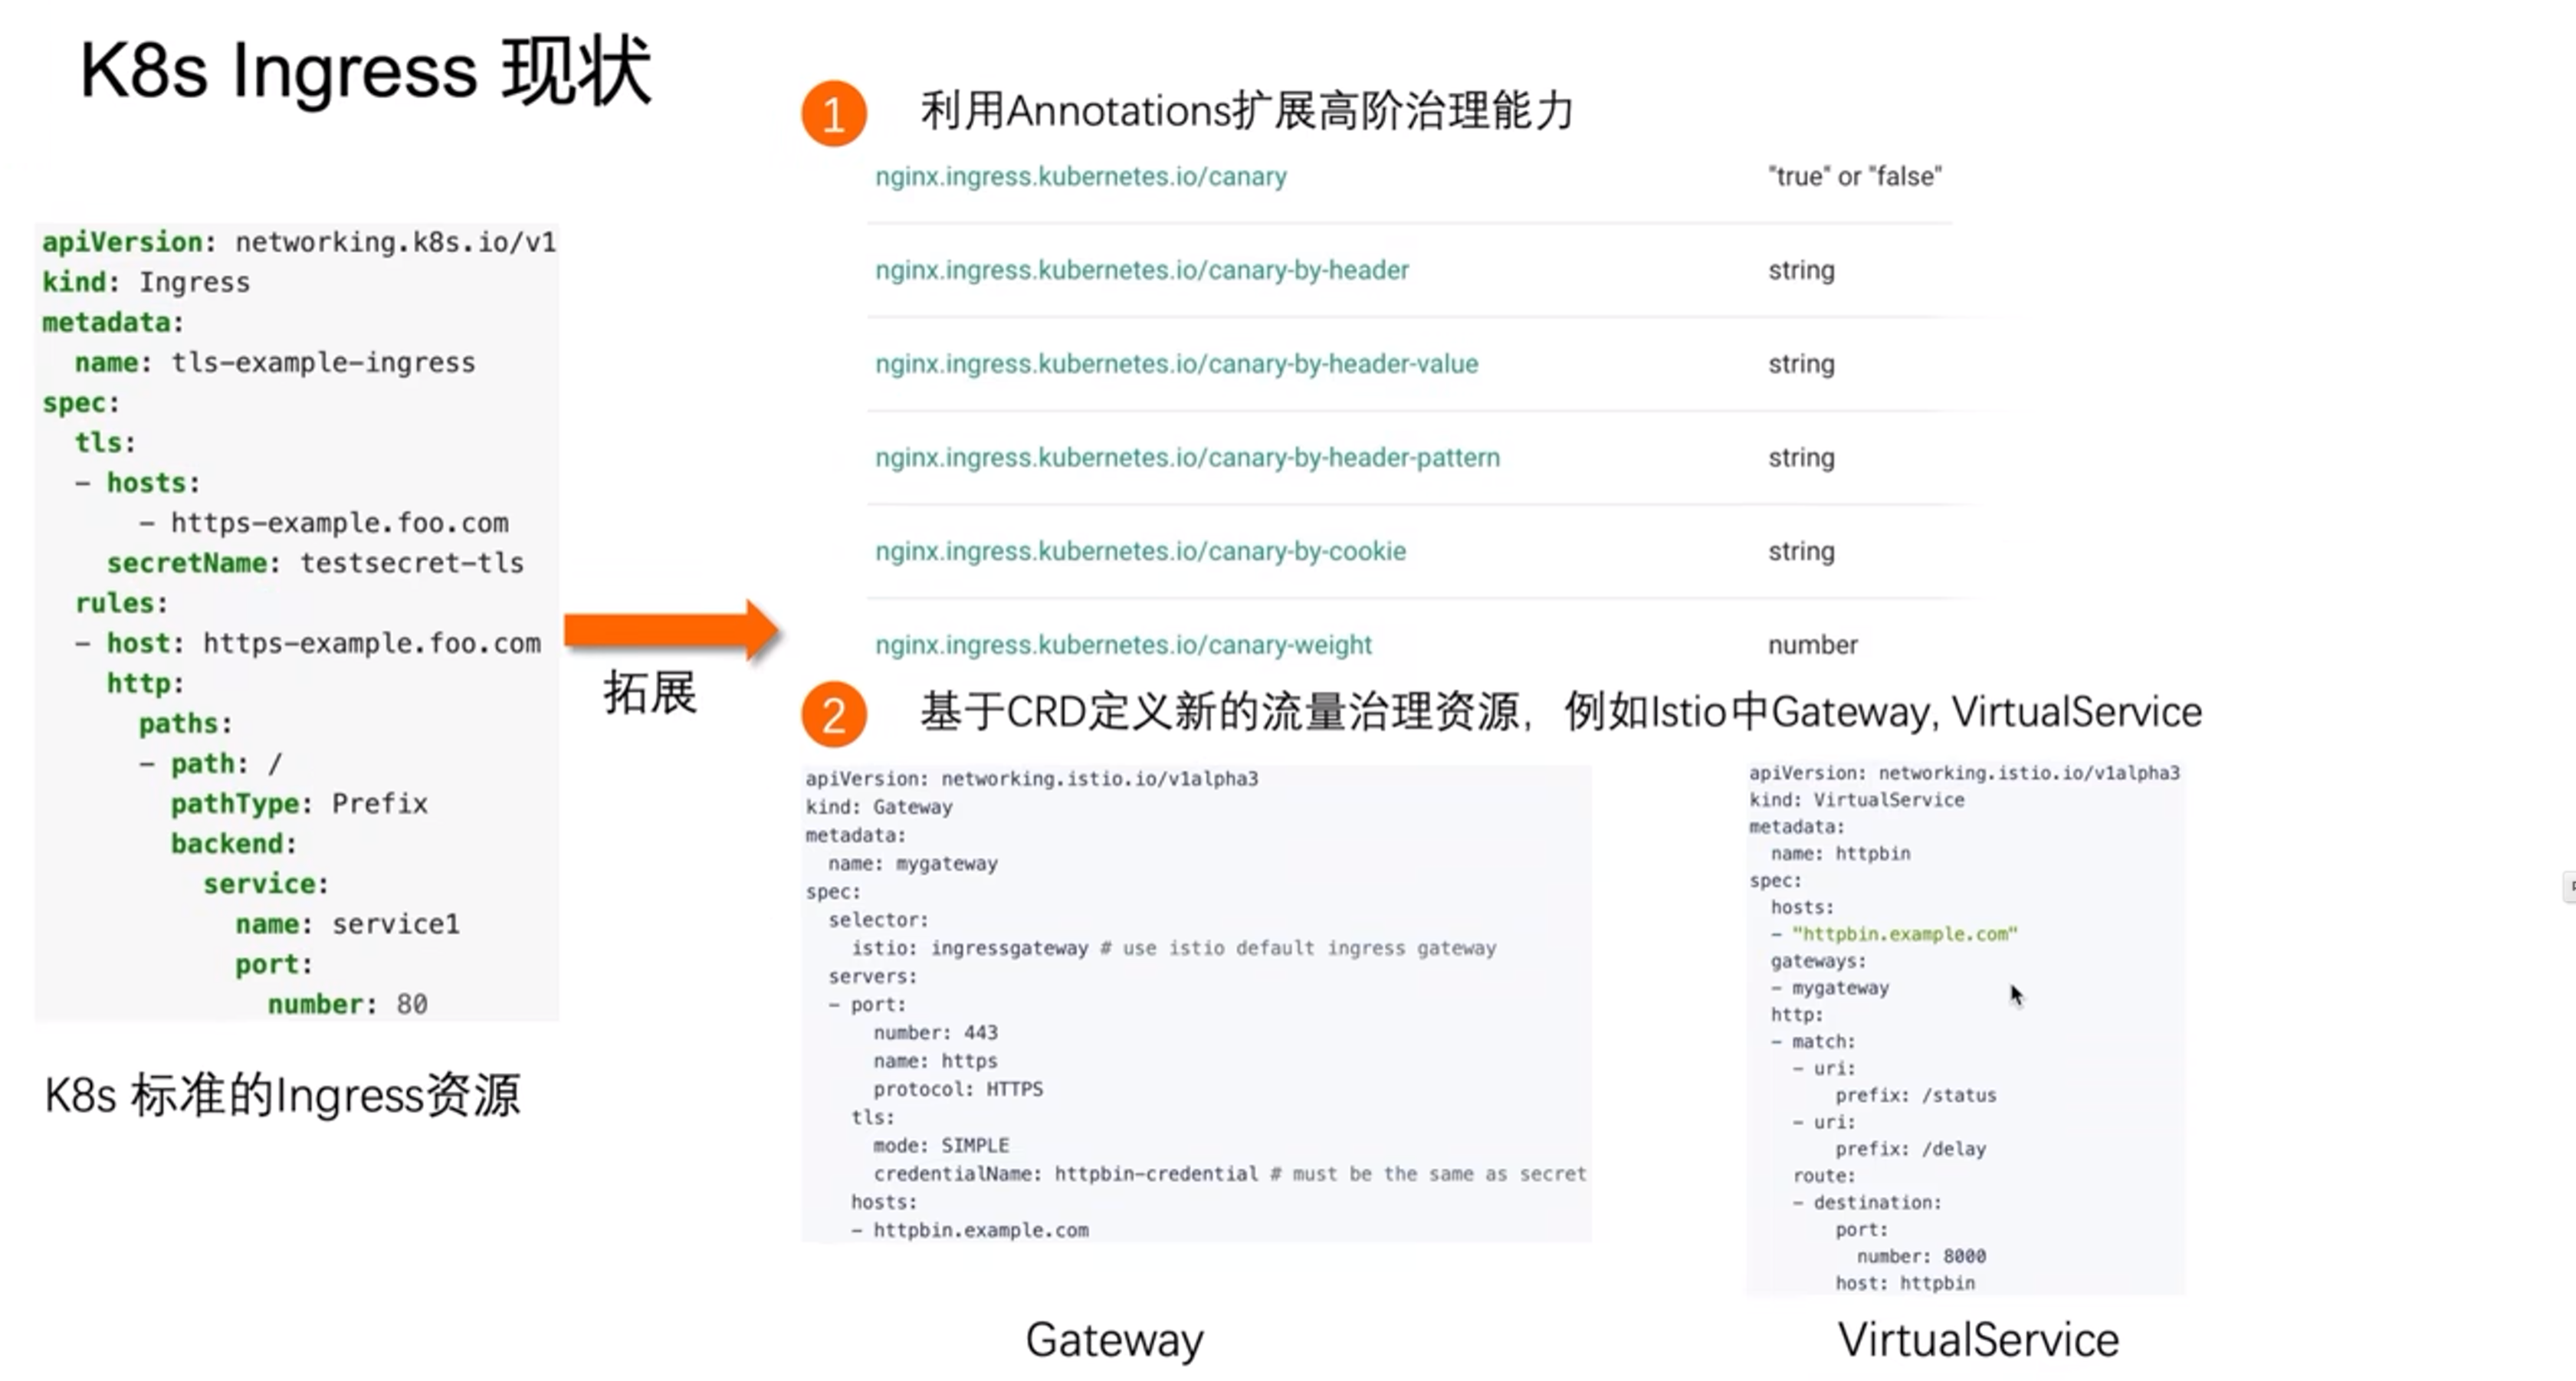 K8s Ingress 现状
apiVersion: networking.k8s.io/v1
kind: Ingress
metadata:
  name: tls-example-ingress
spec:
  tls:
  - hosts:
      - https-example.foo.com
    secretName: testsecret-tls
  rules:
  - host: https-example.foo.com
    http:
      paths:
      - path: /
        pathType: Prefix
        backend:
          service:
            name: service1
            port:
              number: 80
K8s 标准的Ingress资源
拓展
1 利用Annotations扩展高阶治理能力
nginx.ingress.kubernetes.io/canary "true" or "false"
nginx.ingress.kubernetes.io/canary-by-header string
nginx.ingress.kubernetes.io/canary-by-header-value string
nginx.ingress.kubernetes.io/canary-by-header-pattern string
nginx.ingress.kubernetes.io/canary-by-cookie string
nginx.ingress.kubernetes.io/canary-weight number
2 基于CRD定义新的流量治理资源，例如Istio中Gateway, VirtualService
apiVersion: networking.istio.io/v1alpha3
kind: Gateway
metadata:
  name: mygateway
spec:
  selector:
    istio: ingressgateway # use istio default ingress gateway
  servers:
  - port:
      number: 443
      name: https
      protocol: HTTPS
    tls:
      mode: SIMPLE
      credentialName: httpbin-credential # must be the same as secret
    hosts:
    - httpbin.example.com
Gateway
apiVersion: networking.istio.io/v1alpha3
kind: VirtualService
metadata:
  name: httpbin
spec:
  hosts:
  - "httpbin.example.com"
  gateways:
  - mygateway
  http:
  - match:
    - uri:
        prefix: /status
    - uri:
        prefix: /delay
    route:
    - destination:
        port:
          number: 8000
        host: httpbin
VirtualService